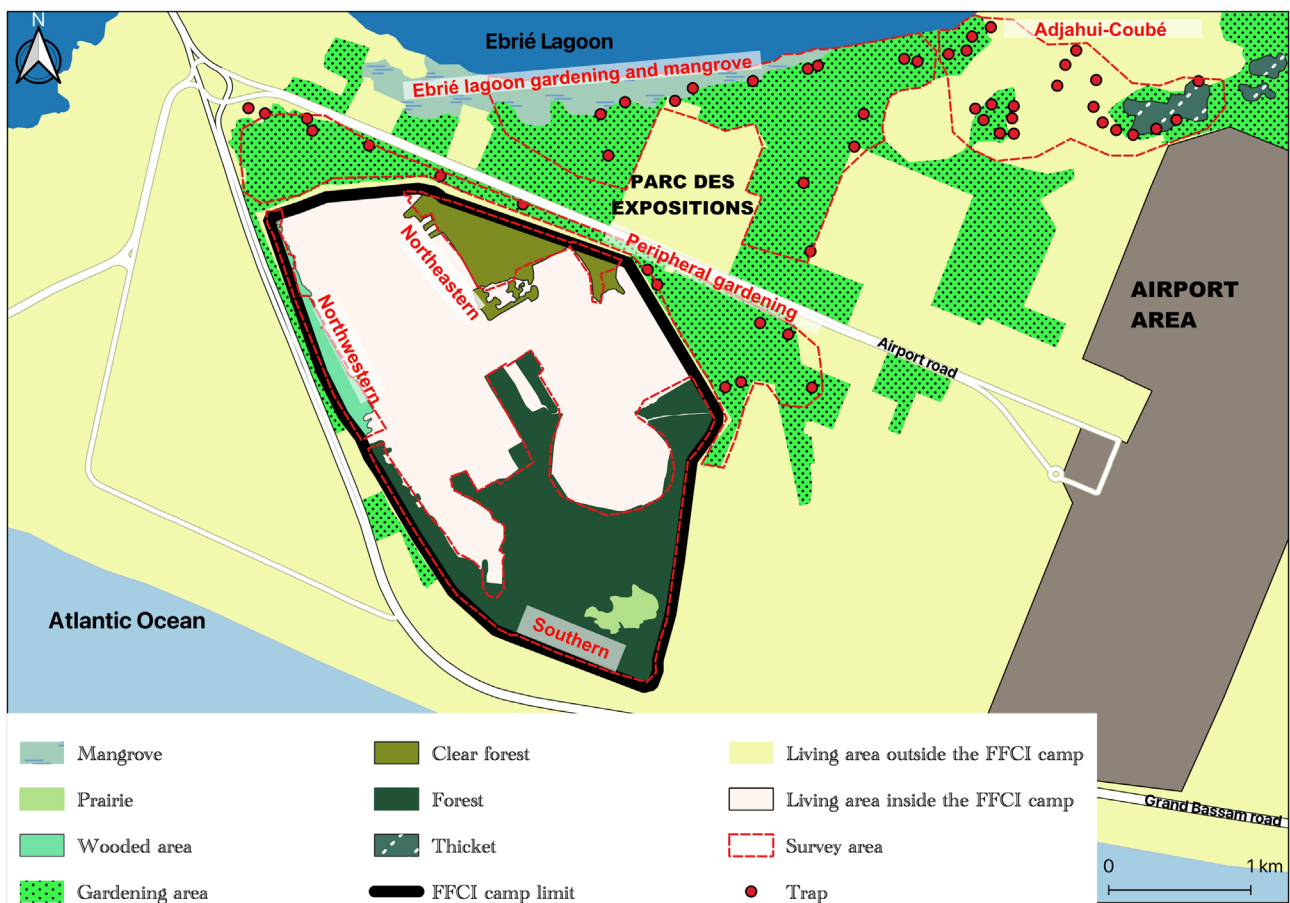 N
Ebrié Lagoon
Adjahui-Coubé
Ebrié lagoon gardening and mangrove
PARC DES
EXPOSITIONS
Peripheral gardening
Northeastern
Northwestern
AIRPORT
AREA
Airport road
Atlantic Ocean
Southern
Grand Bassam road
Mangrove
Prairie
Wooded area
Gardening area
Clear forest
Forest
Thicket
FFCI camp limit
Living area outside the FFCI camp
Living area inside the FFCI camp
Survey area
Trap
0 1 km